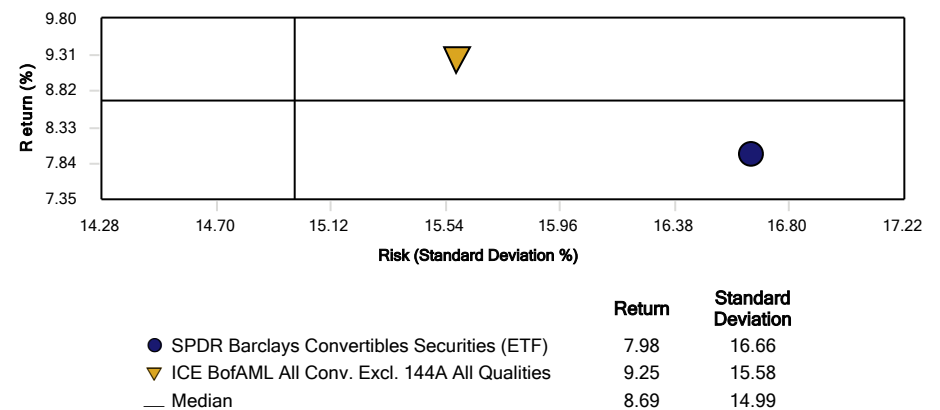 9.80
9.31
8.82
8.33
7.84
7.35
Return (%)
14.28 14.70 15.12 15.54 15.96 16.38 16.80 17.22
Risk (Standard Deviation %)
Return Standard Deviation
SPDR Barclays Convertibles Securities (ETF) 7.98 16.66
ICE BofAML All Conv. Excl. 144A All Qualities 9.25 15.58
Median 8.69 14.99